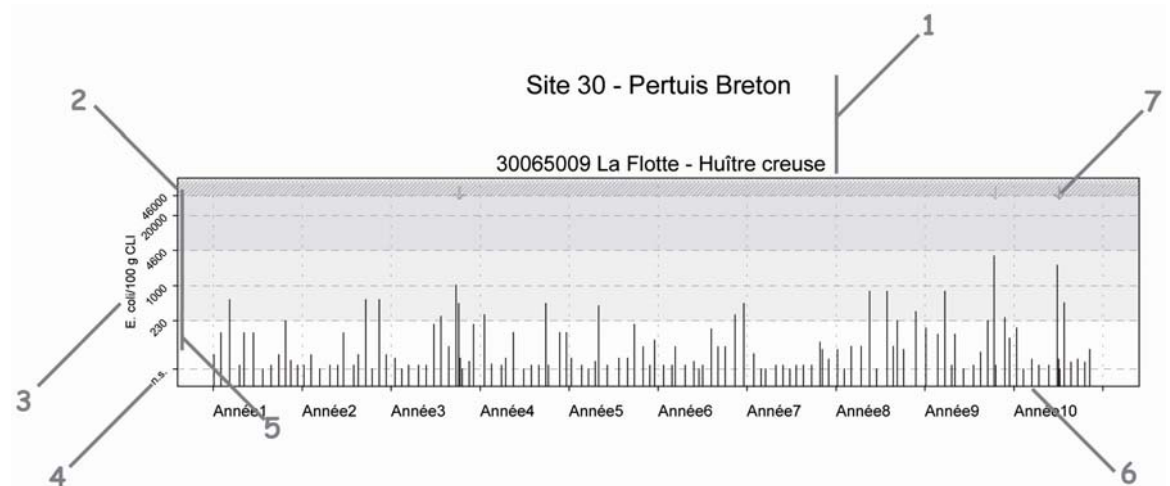 1
Site 30 - Pertuis Breton
2
7
30065009 La Flotte - Huître creuse
46000
20000
4600
1000
230
n.s.
E. coli/100 g CLI
3
Année1 Année2 Année3 Année4 Année5 Année6 Année7 Année8 Année9 Année10
5
4
6